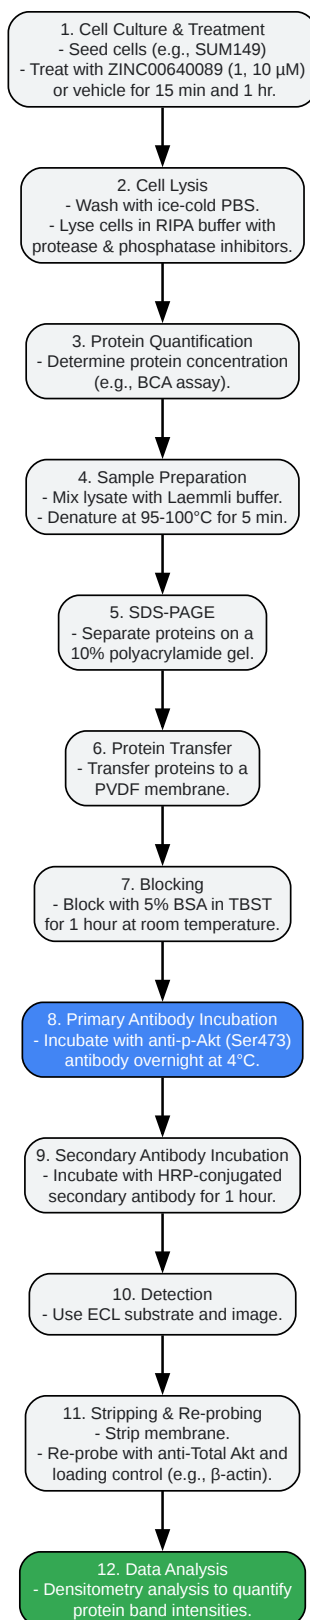 1. Cell Culture & Treatment
- Seed cells (e.g., SUM149)
- Treat with ZINC00640089 (1, 10 µM)
or vehicle for 15 min and 1 hr.
2. Cell Lysis
- Wash with ice-cold PBS.
- Lyse cells in RIPA buffer with
protease & phosphatase inhibitors.
3. Protein Quantification
- Determine protein concentration
(e.g., BCA assay).
4. Sample Preparation
- Mix lysate with Laemmli buffer.
- Denature at 95-100°C for 5 min.
5. SDS-PAGE
- Separate proteins on a
10% polyacrylamide gel.
6. Protein Transfer
- Transfer proteins to a
PVDF membrane.
7. Blocking
- Block with 5% BSA in TBST
for 1 hour at room temperature.
8. Primary Antibody Incubation
- Incubate with anti-p-Akt (Ser473)
antibody overnight at 4°C.
9. Secondary Antibody Incubation
- Incubate with HRP-conjugated
secondary antibody for 1 hour.
10. Detection
- Use ECL substrate and image.
11. Stripping & Re-probing
- Strip membrane.
- Re-probe with anti-Total Akt and
loading control (e.g., β-actin).
12. Data Analysis
- Densitometry analysis to quantify
protein band intensities.